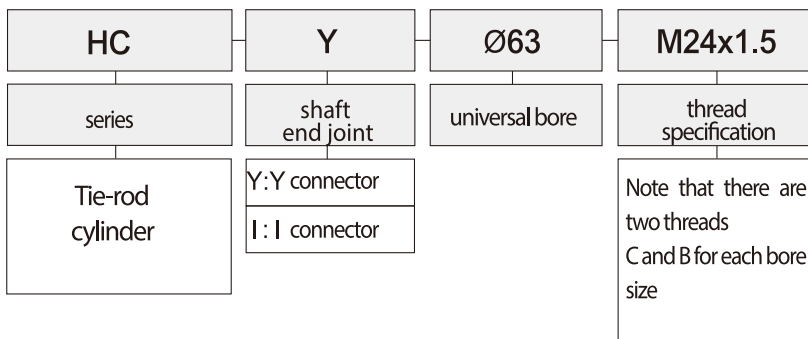 HC
Y
Ø63
M24x1.5
series
shaft
end joint
universal bore
thread
specification
Tie-rod
cylinder
Y:Y connector
I:I connector
Note that there are
two threads
C and B for each bore
size